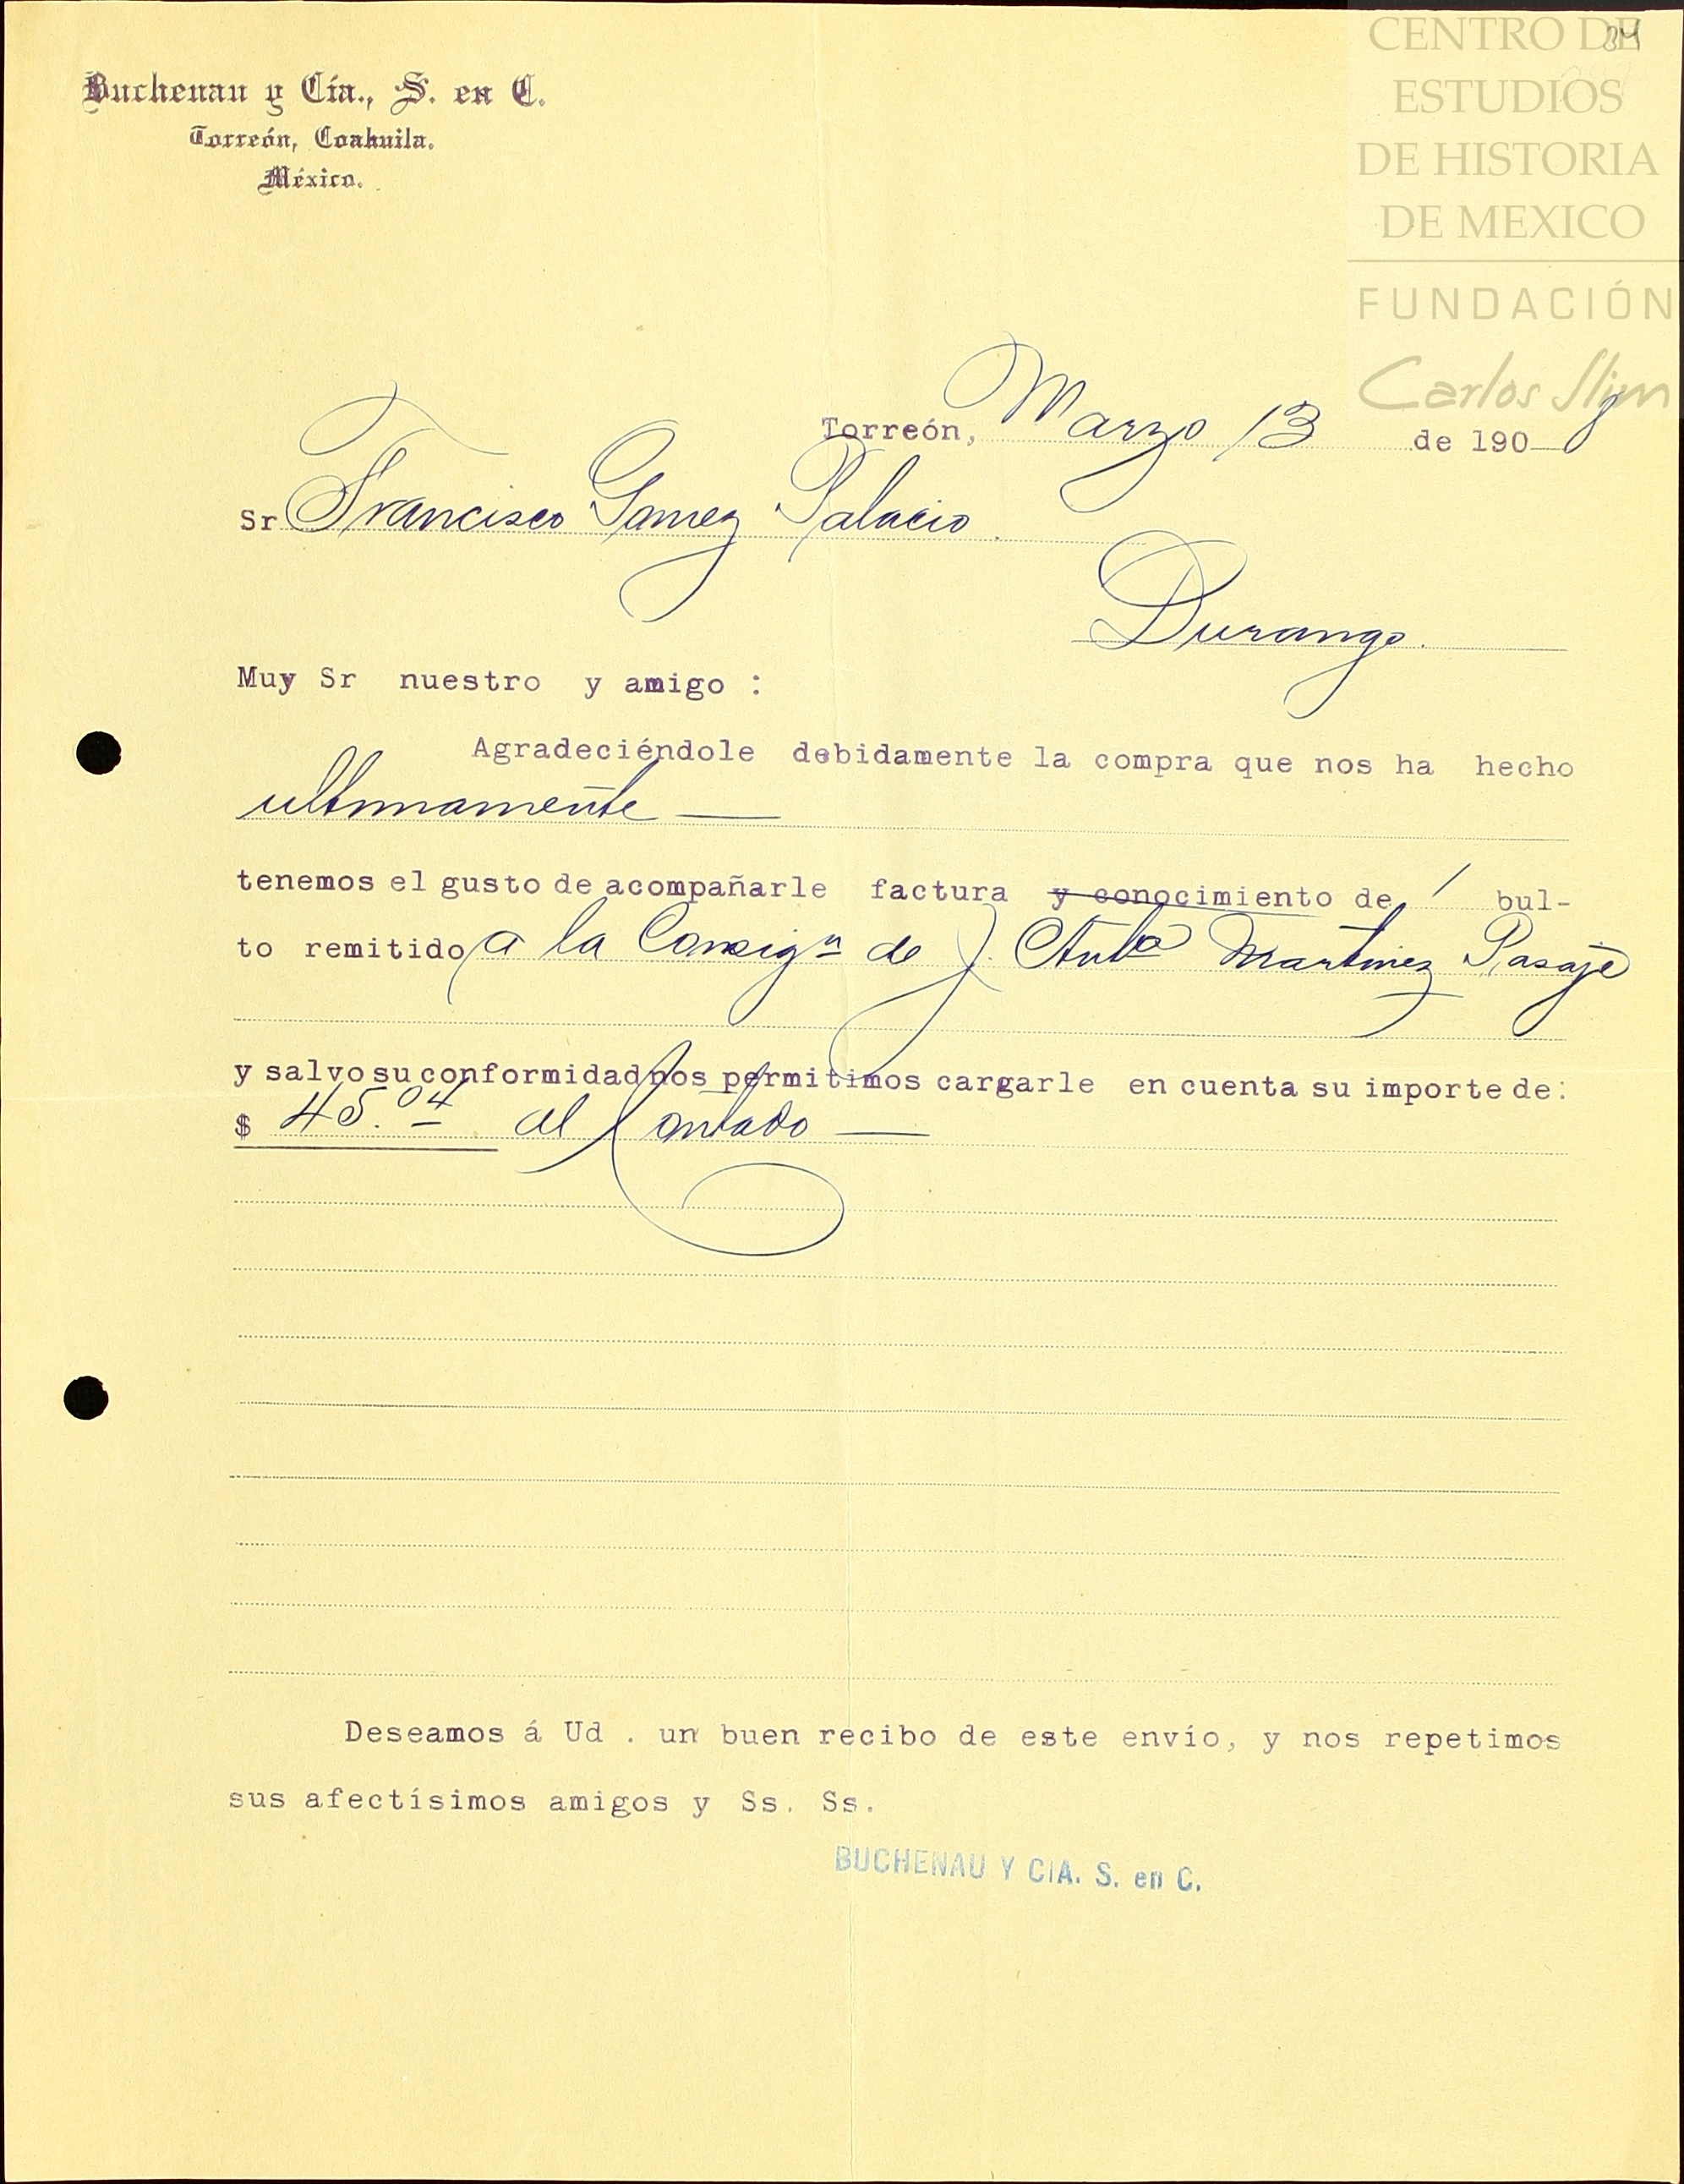 CENTRO DE
ESTUDIOS
DE HISTORIA
DE MEXICO
FUNDACIÓN
Carlos Slim
34
Buchenau y Cía., S. en C.
Torreón, Coahuila.
México.
Torreón, Marzo 13 de 190 8
Sr Francisco Gomez Palacio.
Durango.
Muy Sr nuestro y amigo :
Agradeciéndole debidamente la compra que nos ha hecho
ultimamente —
tenemos el gusto de acompañarle factura y conocimiento de 1 bul-
to remitido a la Consign de J. Martinez Pasaje
y salvo su conformidad nos permitimos cargarle en cuenta su importe de:
$ 45.04 al Contado —
Deseamos á Ud . un buen recibo de este envío, y nos repetimos
sus afectísimos amigos y Ss. Ss.
BUCHENAU Y CIA. S. en C.